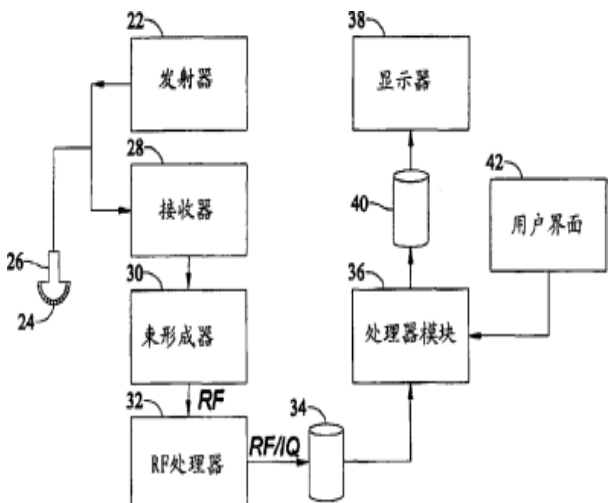 22
发射器
38
显示器
28
接收器
40
42
用户界面
26
24
30
束形成器
36
处理器模块
RF
32
RF处理器
RF/IQ
34